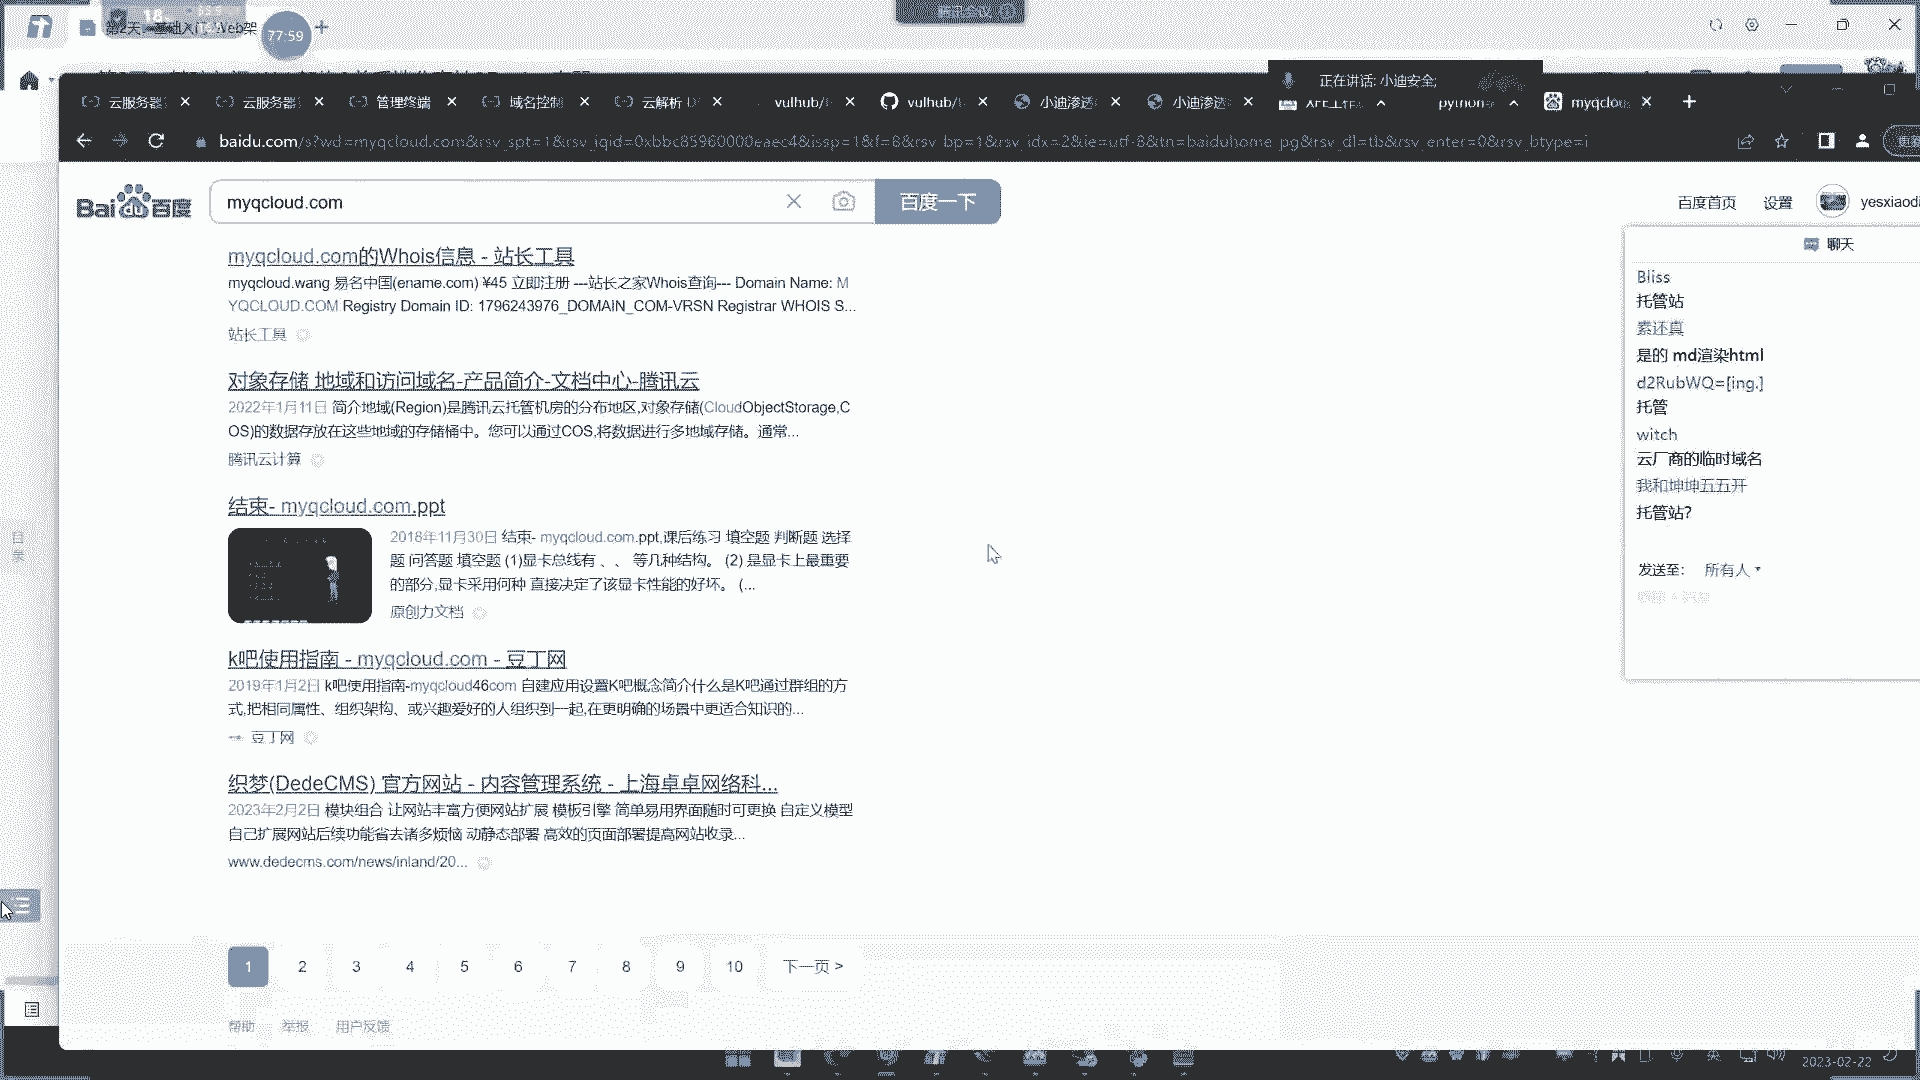 第2天
基础入门
Web架
77:59
腾讯会议
正在讲话: 小迪安全;
云服务器
云服务器
管理终端
域名控制
云解析 D
vulhub/
vulhub/
小迪渗透
小迪渗透
python
myqclou
baidu.com/s?wd=myqcloud.com&rsv_spt=1&rsv_iqid=0xbbc85960000eaec4&issp=1&f=8&rsv_bp=1&rsv_idx=2&ie=utf-8&tn=baiduhome_pg&rsv_dl=tb&rsv_enter=0&rsv_btype=i
Bai du 百度
myqcloud.com
百度一下
百度首页
设置
yesxiaodi
myqcloud.com的Whois信息 - 站长工具
myqcloud.wang 易名中国(ename.com) ¥45 立即注册 ---站长之家Whois查询--- Domain Name: M
YQCLOUD.COM Registry Domain ID: 1796243976_DOMAIN_COM-VRSN Registrar WHOIS S...
站长工具
对象存储 地域和访问域名-产品简介-文档中心-腾讯云
2022年1月11日 简介地域(Region)是腾讯云托管机房的分布地区,对象存储(CloudObjectStorage,C
OS)的数据存放在这些地域的存储桶中。您可以通过COS,将数据进行多地域存储。通常...
腾讯云计算
结束- myqcloud.com.ppt
2018年11月30日 结束- myqcloud.com.ppt,课后练习 填空题 判断题 选择
题 问答题 填空题 (1)显卡总线有 、 、 等几种结构。 (2) 是显卡上最重要
的部分,显卡采用何种 直接决定了该显卡性能的好坏。 (...
原创力文档
k吧使用指南 - myqcloud.com - 豆丁网
2019年1月2日 k吧使用指南-myqcloud46com 自建应用设置K吧概念简介什么是K吧通过群组的方
式,把相同属性、组织架构、或兴趣爱好的人组织到一起,在更明确的场景中更适合知识的...
豆丁网
织梦(DedeCMS) 官方网站 - 内容管理系统 - 上海卓卓网络科...
2023年2月2日 模块组合 让网站丰富方便网站扩展 模板引擎 简单易用界面随时可更换 自定义模型
自己扩展网站后续功能省去诸多烦恼 动静态部署 高效的页面部署提高网站收录...
www.dedecms.com/news/inland/20...
1 2 3 4 5 6 7 8 9 10 下一页 >
帮助 举报 用户反馈
聊天
Bliss
托管站
素还真
是的 md渲染html
d2RubWQ=[ing.]
托管
witch
云厂商的临时域名
我和坤坤五五开
托管站?
发送至: 所有人
目录
2023-02-22